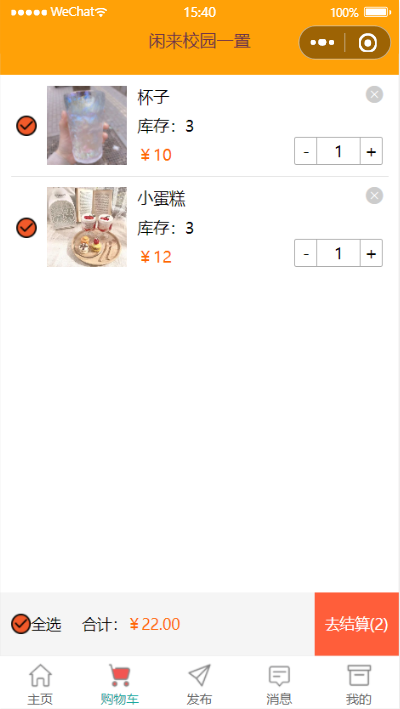 WeChat 15:40 100%
闲来校园一置
杯子
库存：3
￥10
- 1 +
小蛋糕
库存：3
￥12
- 1 +
全选 合计：￥22.00 去结算(2)
主页 购物车 发布 消息 我的